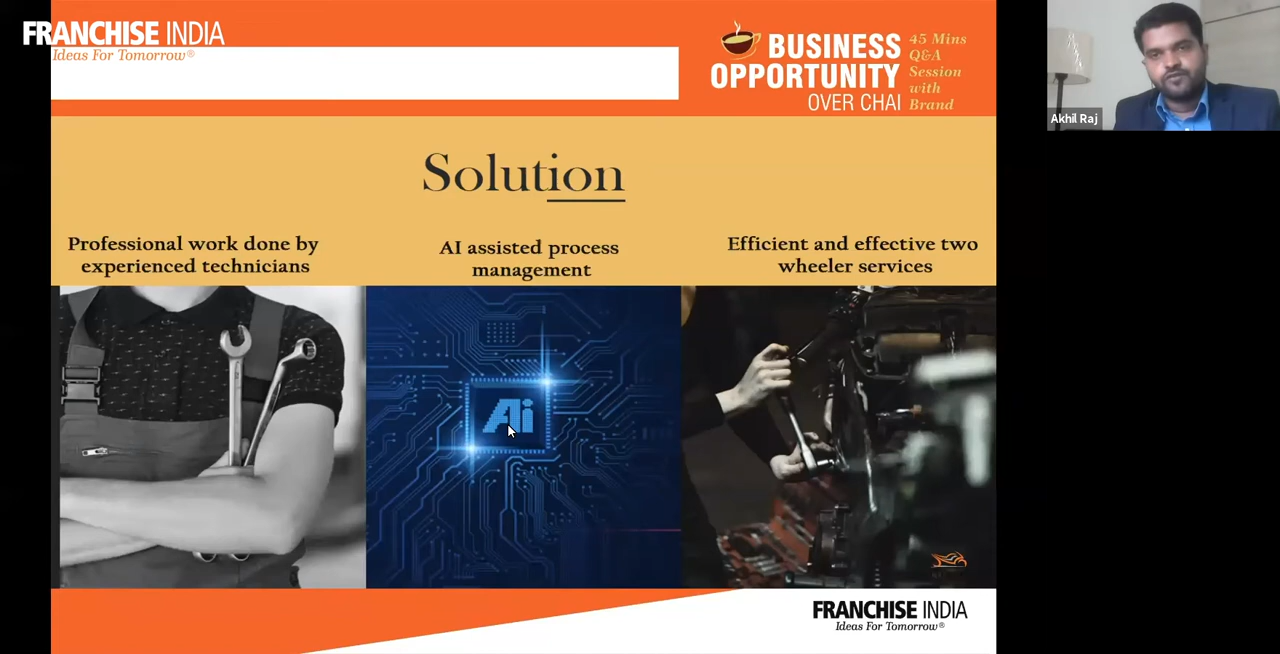 FRANCHISE INDIA
Ideas For Tomorrow®
BUSINESS
OPPORTUNITY
OVER CHAI
45 Mins
Q&A
Session
with
Brand
Akhil Raj
Solution
Professional work done by
experienced technicians
AI assisted process
management
Efficient and effective two
wheeler services
Ai
FRANCHISE INDIA
Ideas For Tomorrow®